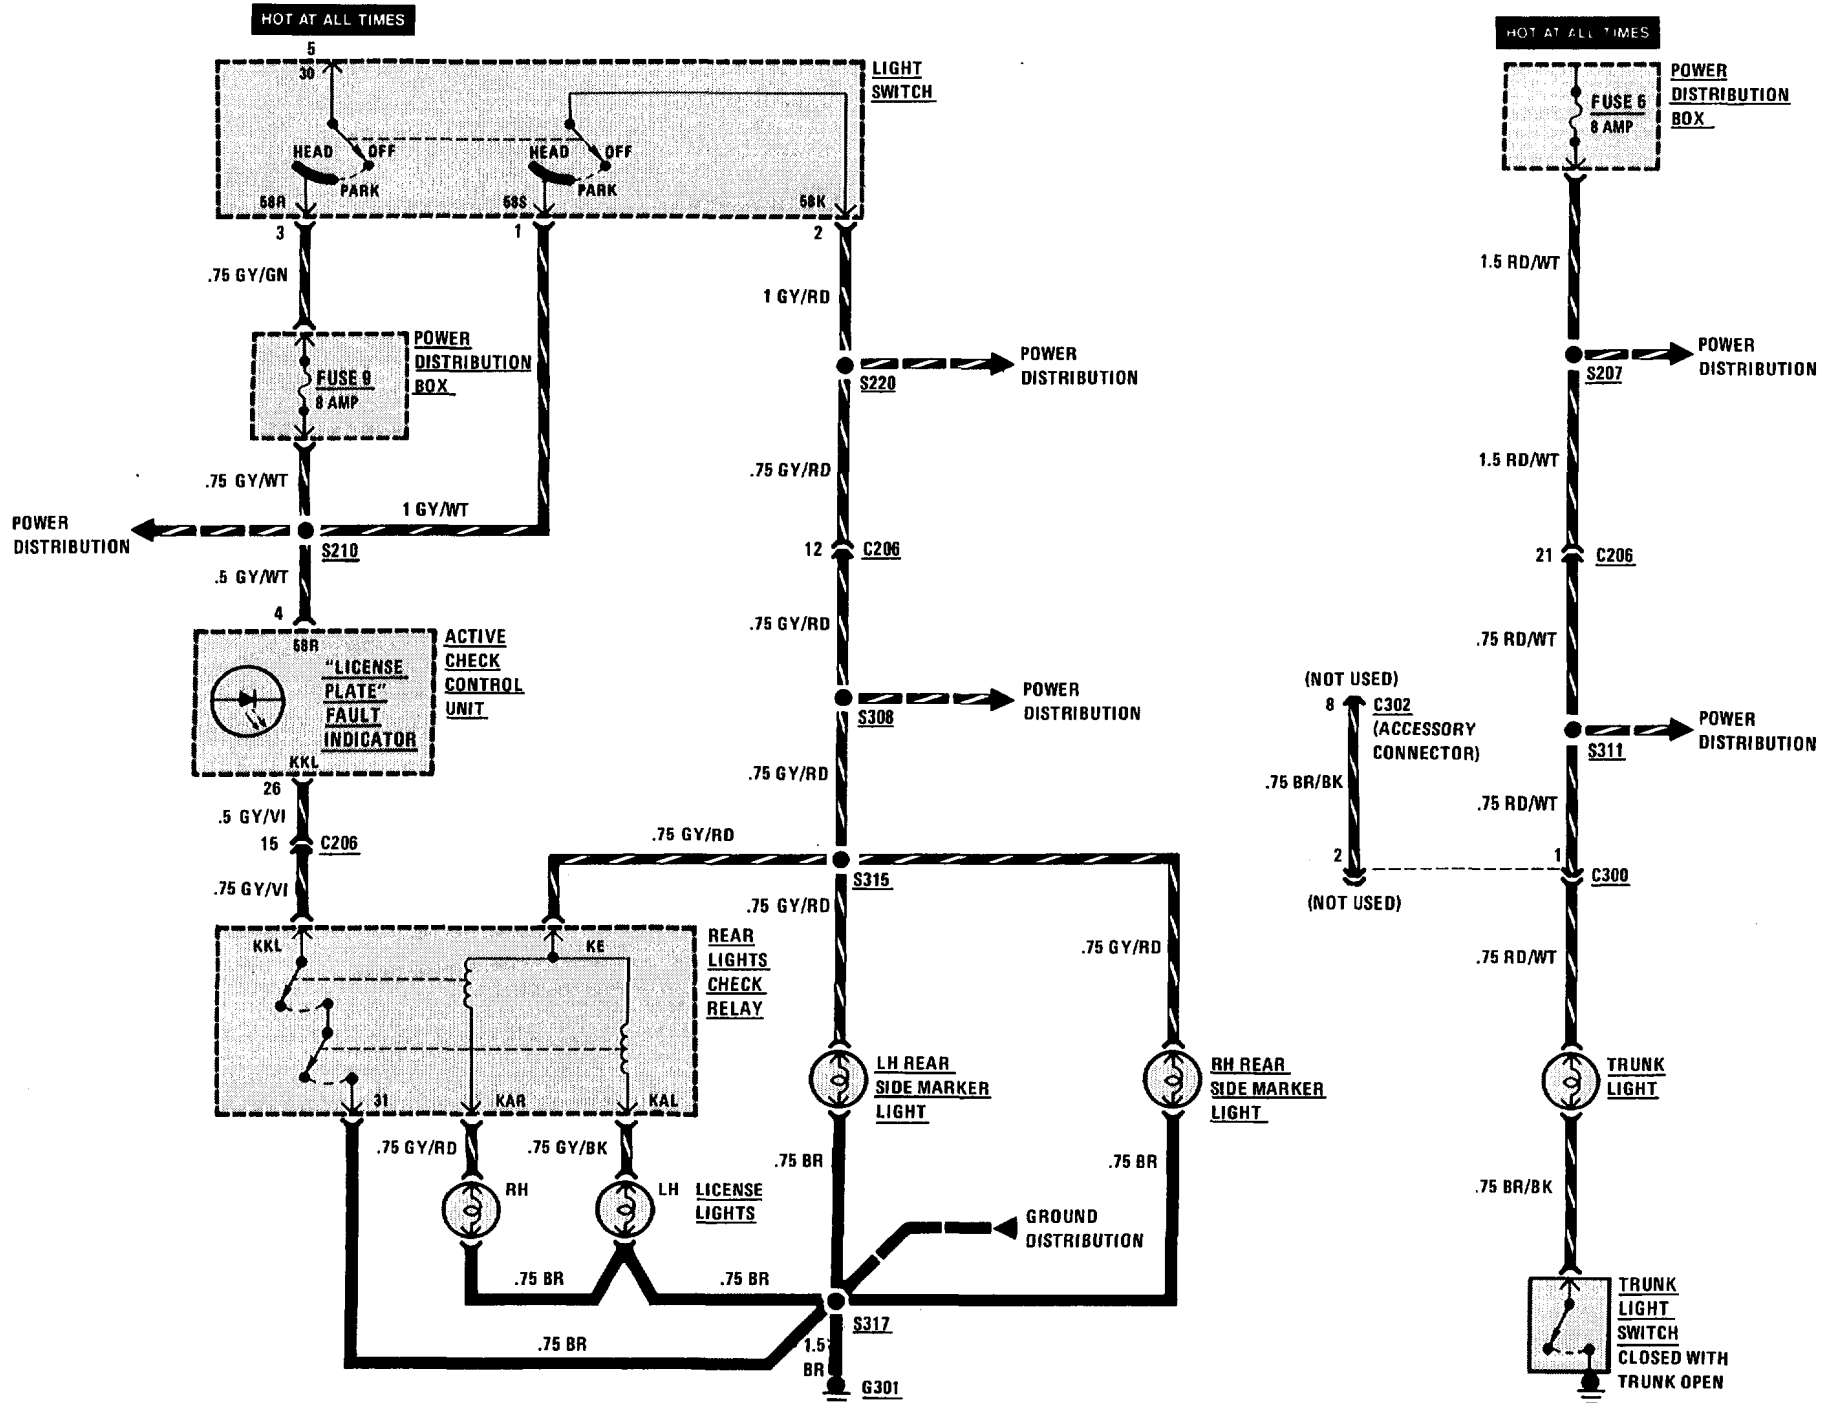 HOT AT ALL TIMES
5
30
LIGHT
SWITCH
HEAD
OFF
PARK
HEAD
OFF
PARK
58R
58S
58K
3
1
2
.75 GY/GN
1 GY/RD
POWER
DISTRIBUTION
BOX
FUSE 9
8 AMP
POWER
DISTRIBUTION
S220
.75 GY/WT
1 GY/WT
.75 GY/RD
POWER
DISTRIBUTION
S210
.5 GY/WT
12
C206
4
58R
"LICENSE
PLATE"
FAULT
INDICATOR
KKL
ACTIVE
CHECK
CONTROL
UNIT
.75 GY/RD
POWER
DISTRIBUTION
S308
26
.5 GY/VI
15
C206
.75 GY/VI
.75 GY/RD
.75 GY/RD
S315
.75 GY/RD
.75 GY/RD
KKL
KE
REAR
LIGHTS
CHECK
RELAY
31
KAR
KAL
LH REAR
SIDE MARKER
LIGHT
RH REAR
SIDE MARKER
LIGHT
.75 GY/RD
.75 GY/BK
.75 BR
.75 BR
RH
LH
LICENSE
LIGHTS
GROUND
DISTRIBUTION
.75 BR
.75 BR
.75 BR
S317
1.5
BR
G301
HOT AT ALL TIMES
POWER
DISTRIBUTION
BOX
FUSE 6
8 AMP
1.5 RD/WT
POWER
DISTRIBUTION
S207
1.5 RD/WT
21
C206
.75 RD/WT
(NOT USED)
8
C302
(ACCESSORY
CONNECTOR)
.75 BR/BK
2
(NOT USED)
POWER
DISTRIBUTION
S311
.75 RD/WT
1
C300
.75 RD/WT
TRUNK
LIGHT
.75 BR/BK
TRUNK
LIGHT
SWITCH
CLOSED WITH
TRUNK OPEN